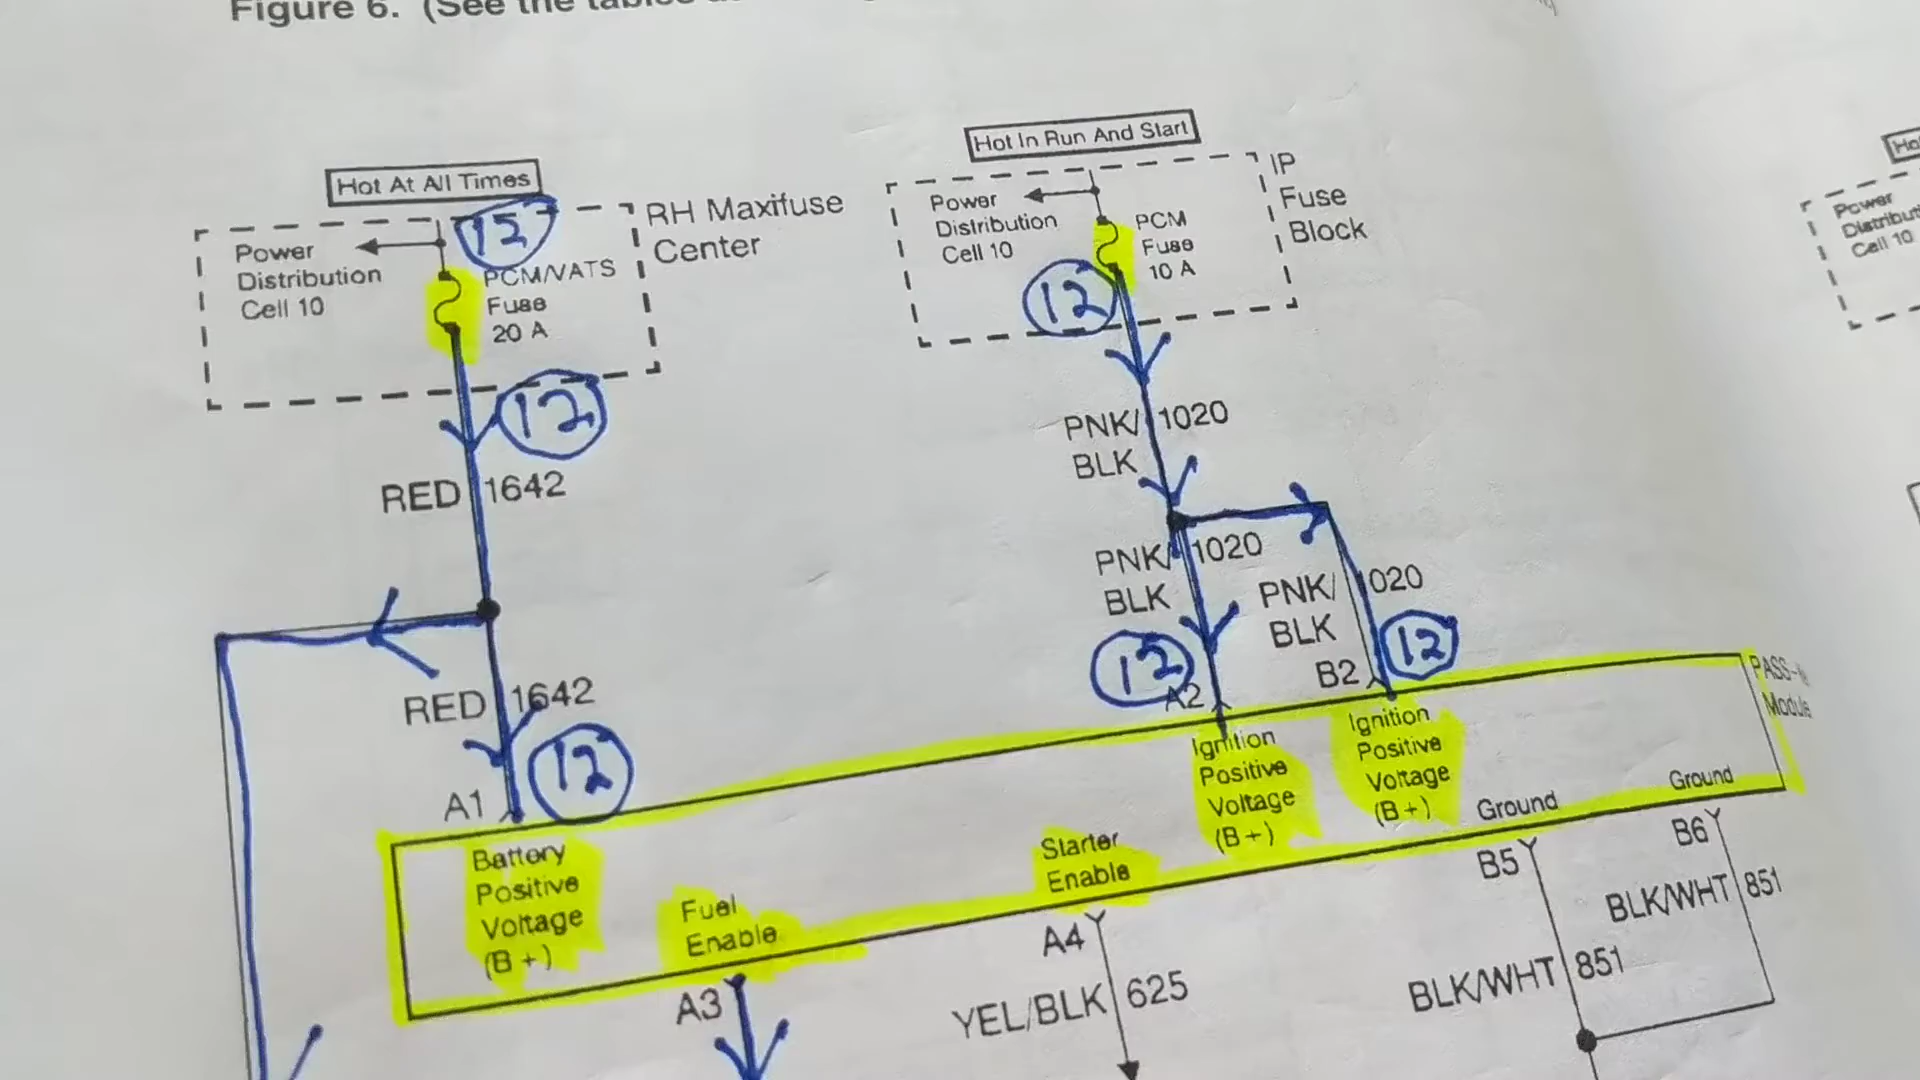 Figure 6. (See the tables
Hot At All Times
12
Power
Distribution
Cell 10
PCM/VATS
Fuse
20 A
RH Maxifuse
Center
12
RED 1642
RED 1642
12
A1
Hot In Run And Start
Power
Distribution
Cell 10
PCM
Fuse
10 A
IP
Fuse
Block
12
PNK/ 1020
BLK
PNK/ 1020
BLK
PNK/ 1020
BLK
12
A2
12
B2
PASS-
Module
Battery
Positive
Voltage
(B+)
Fuel
Enable
Starter
Enable
Ignition
Positive
Voltage
(B+)
Ignition
Positive
Voltage
(B+)
Ground
Ground
A3
A4
YEL/BLK 625
B5
BLK/WHT 851
B6
BLK/WHT 851
Power
Cell 10